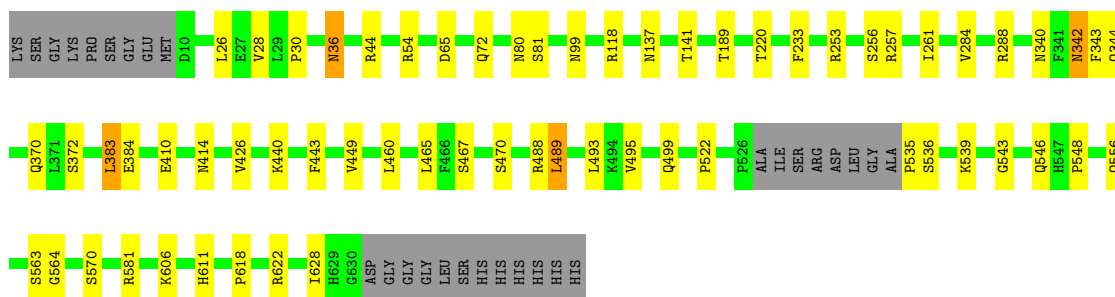 LYS SER GLY LYS PRO SER GLY GLU MET D10 L26 E27 V28 L29 P30 N36 R44 R54 D65 Q72 N80 S81 N99 R118 N137 T141 T189 T220 F233 R253 S256 R257 I261 V284 R288 N340 F341 N342 F343
Q370 L371 S372 L383 E384 E410 N414 V426 K440 F443 V449 L460 L465 F466 S467 S470 R488 L489 L493 K494 V495 Q499 P522 P526 ALA ILE SER ARG ASP LEU GLY ALA P535 S536 K539 G543 Q546 H547 P548
S563 G564 S570 R581 K606 H611 P618 R622 I628 H629 G630 ASP GLY GLY GLY LEU SER HIS HIS HIS HIS HIS HIS